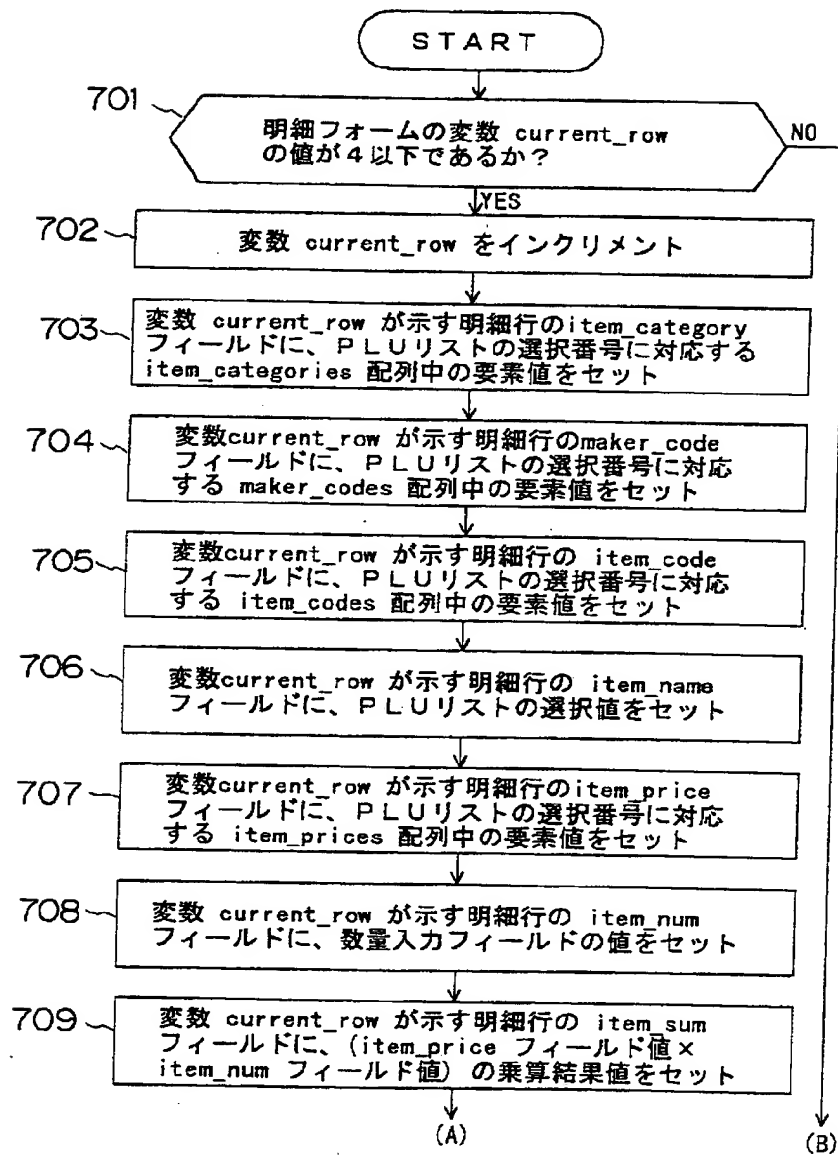 START
701
明細フォームの変数 current_row
の値が4以下であるか?
NO
YES
702
変数 current_row をインクリメント
703
変数 current_row が示す明細行のitem_category
フィールドに、PLUリストの選択番号に対応する
item_categories 配列中の要素値をセット
704
変数current_row が示す明細行のmaker_code
フィールドに、PLUリストの選択番号に対応
する maker_codes 配列中の要素値をセット
705
変数current_row が示す明細行の item_code
フィールドに、PLUリストの選択番号に対応
する item_codes 配列中の要素値をセット
706
変数current_row が示す明細行の item_name
フィールドに、PLUリストの選択値をセット
707
変数current_row が示す明細行のitem_price
フィールドに、PLUリストの選択番号に対応
する item_prices 配列中の要素値をセット
708
変数 current_row が示す明細行の item_num
フィールドに、数量入力フィールドの値をセット
709
変数 current_row が示す明細行の item_sum
フィールドに、(item_price フィールド値×
item_num フィールド値) の乗算結果値をセット
(A)
(B)